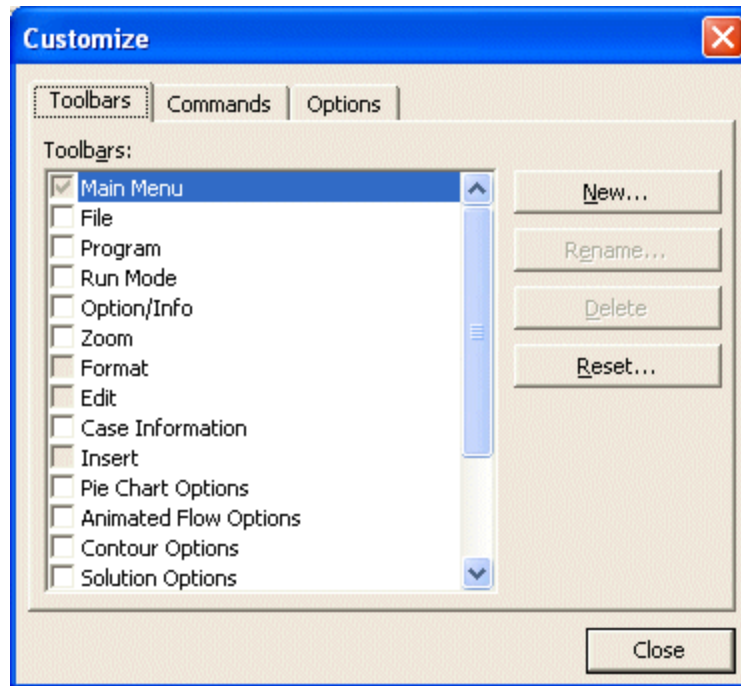 Customize
Toolbars Commands Options
Toolbars:
Main Menu
File
Program
Run Mode
Option/Info
Zoom
Format
Edit
Case Information
Insert
Pie Chart Options
Animated Flow Options
Contour Options
Solution Options
New...
Rename...
Delete
Reset...
Close